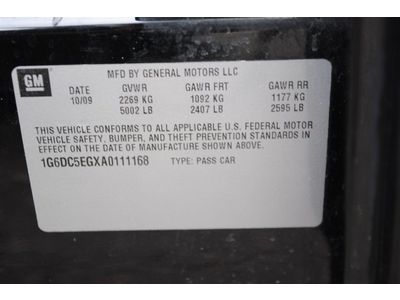 GM
MFD BY GENERAL MOTORS LLC
DATE GVWR GAWR FRT GAWR RR
10/09 2269 KG 1092 KG 1177 KG
5002 LB 2407 LB 2595 LB
THIS VEHICLE CONFORMS TO ALL APPLICABLE U.S. FEDERAL MOTOR
VEHICLE SAFETY, BUMPER, AND THEFT PREVENTION STANDARDS IN
EFFECT ON THE DATE OF MANUFACTURE SHOWN ABOVE.
1G6DC5EGXA0111168 TYPE: PASS CAR